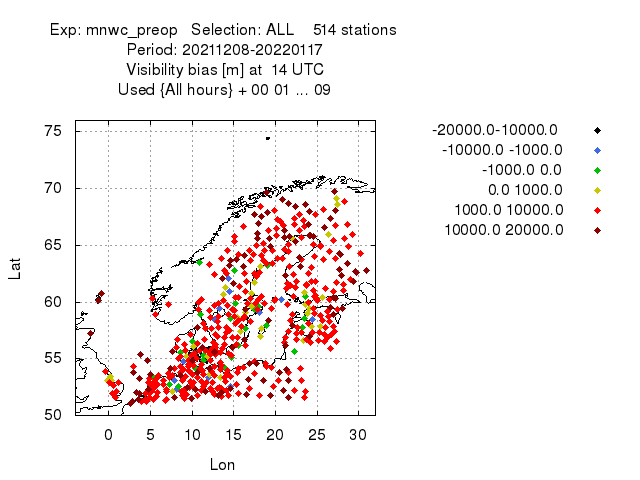 Exp: mnwc_preop   Selection: ALL    514 stations
Period: 20211208-20220117
Visibility bias [m] at  14 UTC
Used {All hours} + 00 01 ... 09
-20000.0-10000.0
-10000.0 -1000.0
-1000.0 0.0
0.0 1000.0
1000.0 10000.0
10000.0 20000.0
75
70
65
60
55
50
Lat
0 5 10 15 20 25 30
Lon